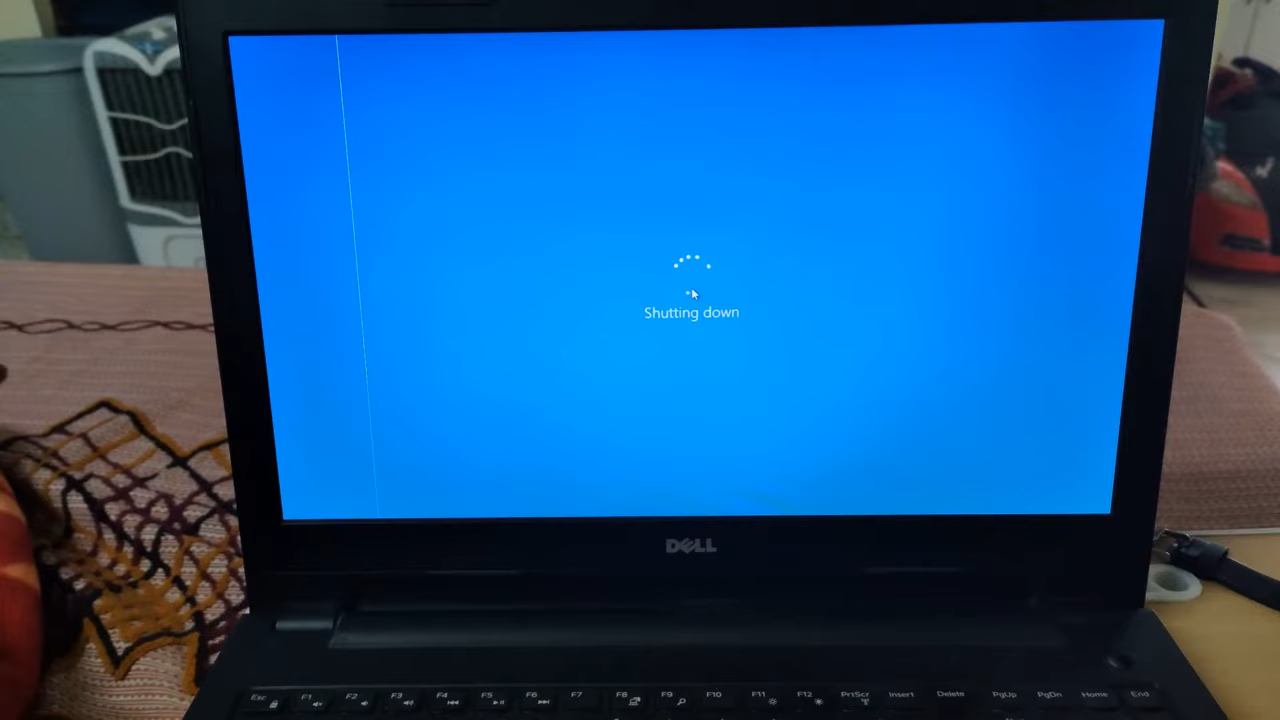 Shutting down
DELL
Esc F1 F2 F3 F4 F5 F6 F7 F8 F9 F10 F11 F12 PrtScr Insert Delete PgUp PgDn Home End